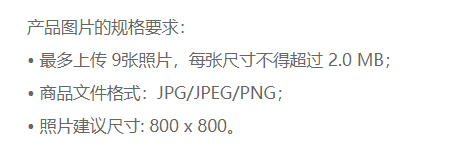 产品图片的规格要求：
• 最多上传 9张照片，每张尺寸不得超过 2.0 MB；
• 商品文件格式：JPG/JPEG/PNG；
• 照片建议尺寸: 800 x 800。